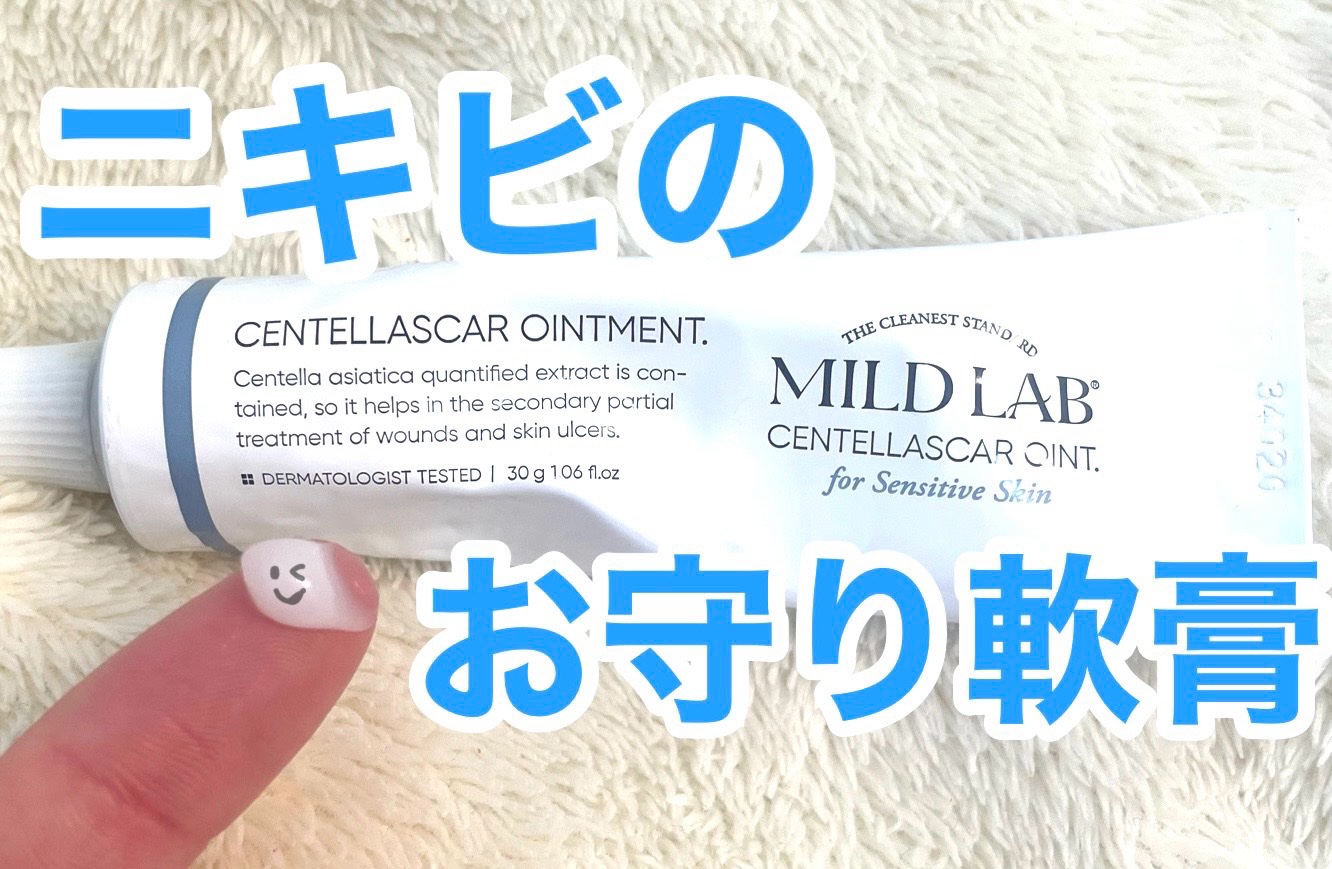 ニキビの
CENTELLASCAR OINTMENT.
Centella asiatica quantified extract is con-
tained, so it helps in the secondary partial
treatment of wounds and skin ulcers.
DERMATOLOGIST TESTED | 30 g 1.06 fl.oz
THE CLEANEST STANDARD
MILD LAB®
CENTELLASCAR OINT.
for Sensitive Skin
お守り軟膏